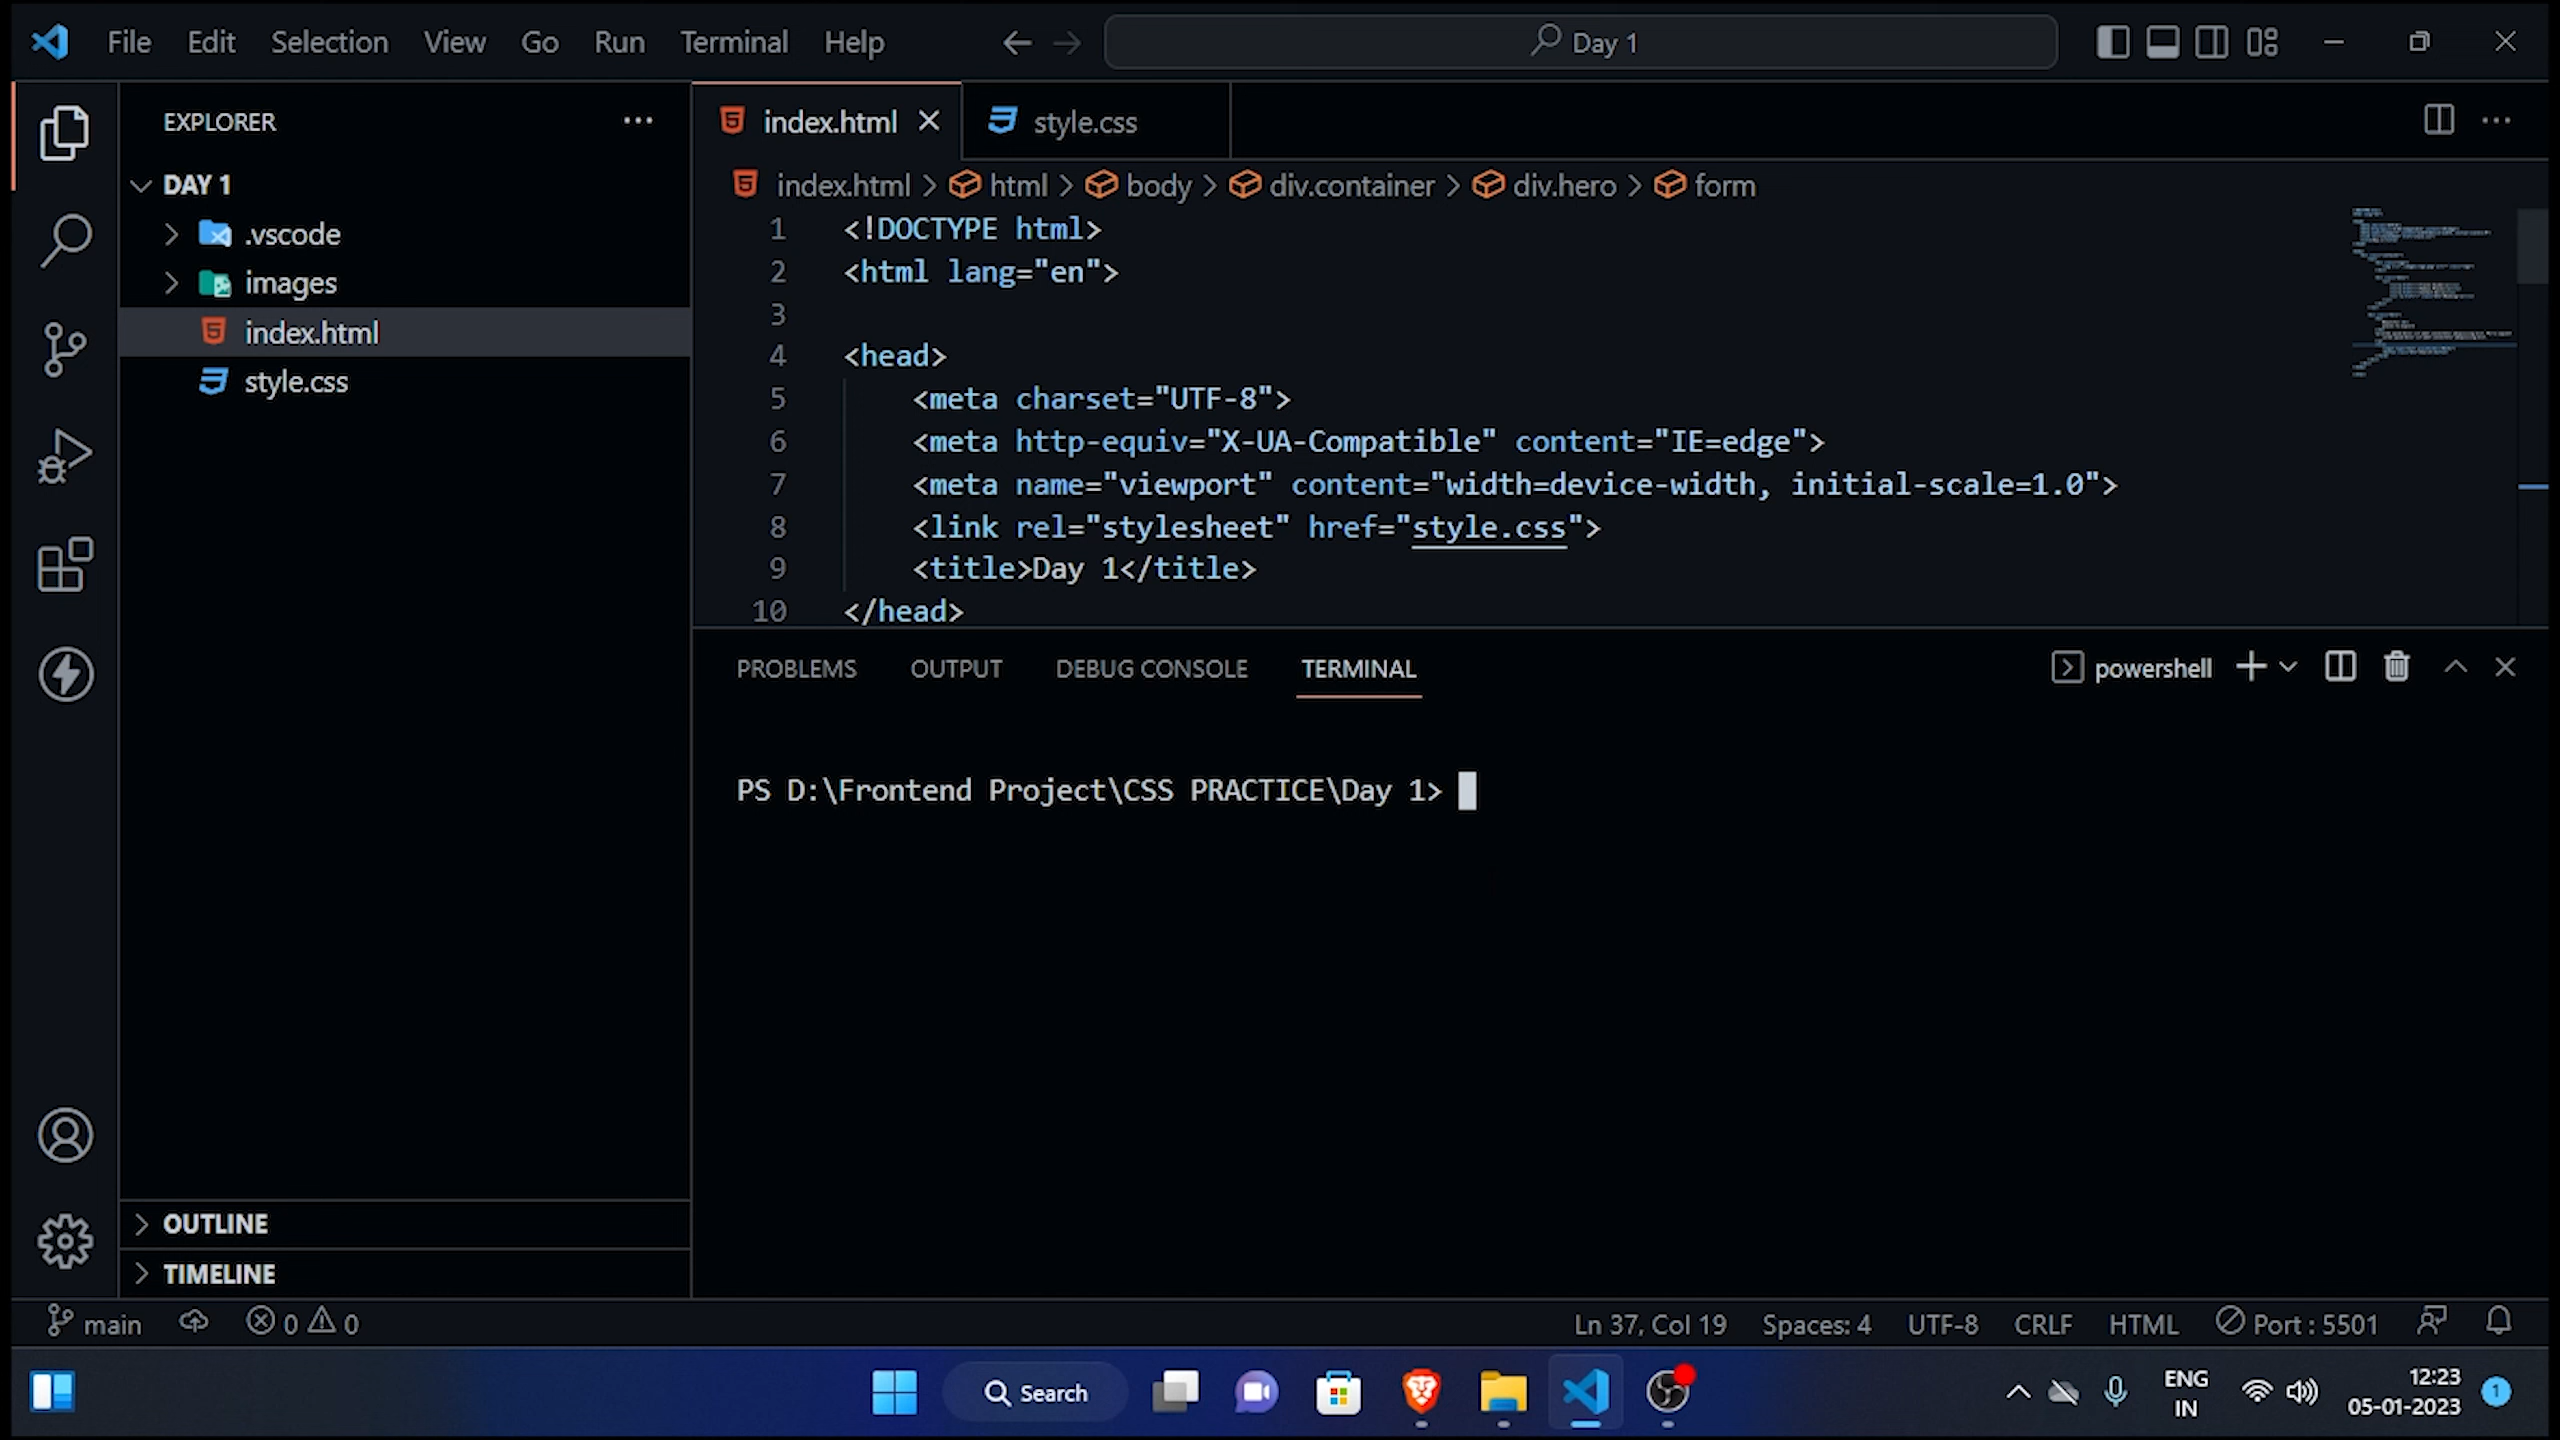 File Edit Selection View Go Run Terminal Help
Day 1
EXPLORER
DAY 1
.vscode
images
index.html
style.css
OUTLINE
TIMELINE
index.html
style.css
index.html > html > body > div.container > div.hero > form
1 <!DOCTYPE html>
2 <html lang="en">
3
4 <head>
5 <meta charset="UTF-8">
6 <meta http-equiv="X-UA-Compatible" content="IE=edge">
7 <meta name="viewport" content="width=device-width, initial-scale=1.0">
8 <link rel="stylesheet" href="style.css">
9 <title>Day 1</title>
10 </head>
PROBLEMS OUTPUT DEBUG CONSOLE TERMINAL powershell
PS D:\Frontend Project\CSS PRACTICE\Day 1>
main 0 0 Ln 37, Col 19 Spaces: 4 UTF-8 CRLF HTML Port : 5501
Search
ENG
IN
12:23
05-01-2023
1